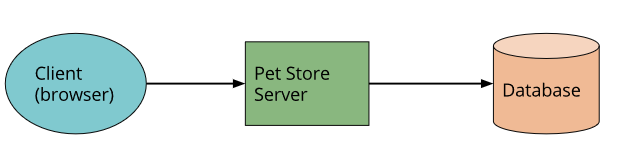 Client
(browser)
Pet Store
Server
Database